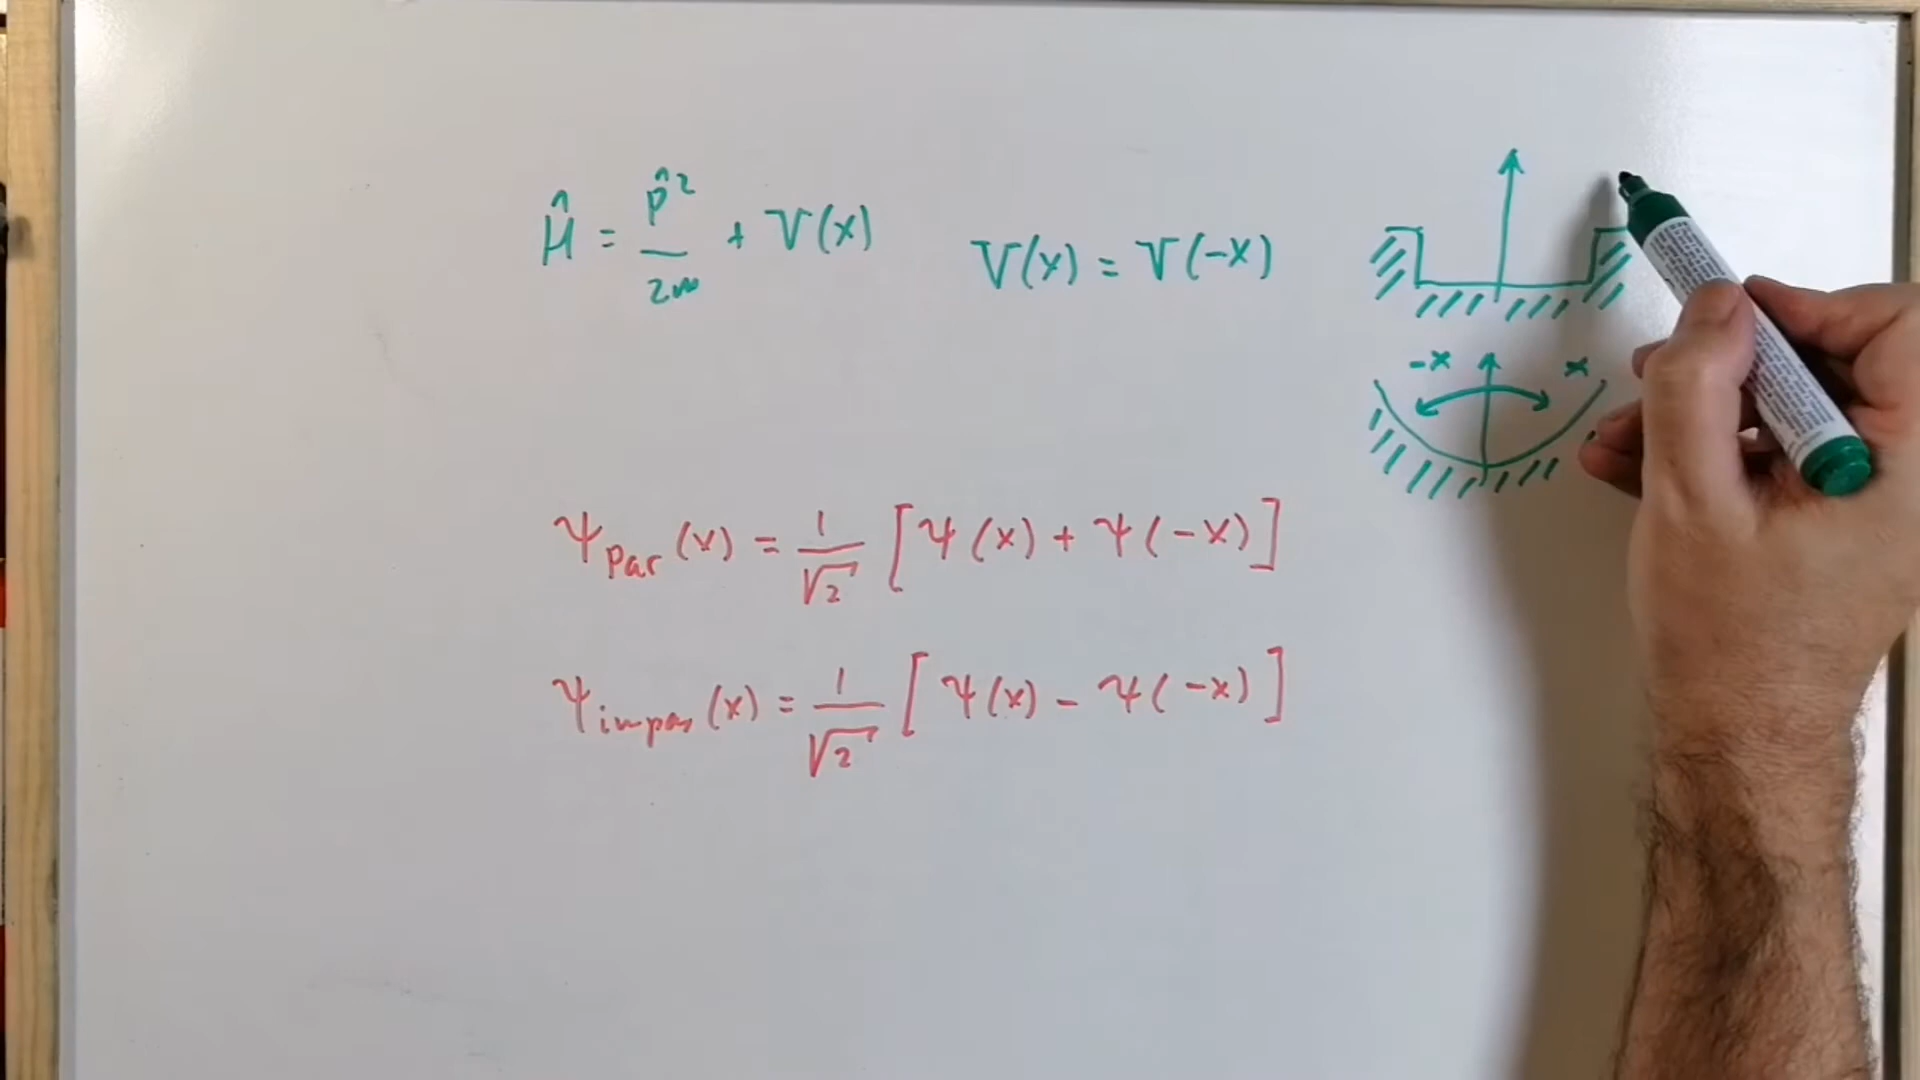 Ĥ = p̂²/2m + V(x)
V(x) = V(-x)
-x x
Ψpar(x) = 1/√2 [Ψ(x) + Ψ(-x)]
Ψimpar(x) = 1/√2 [Ψ(x) - Ψ(-x)]